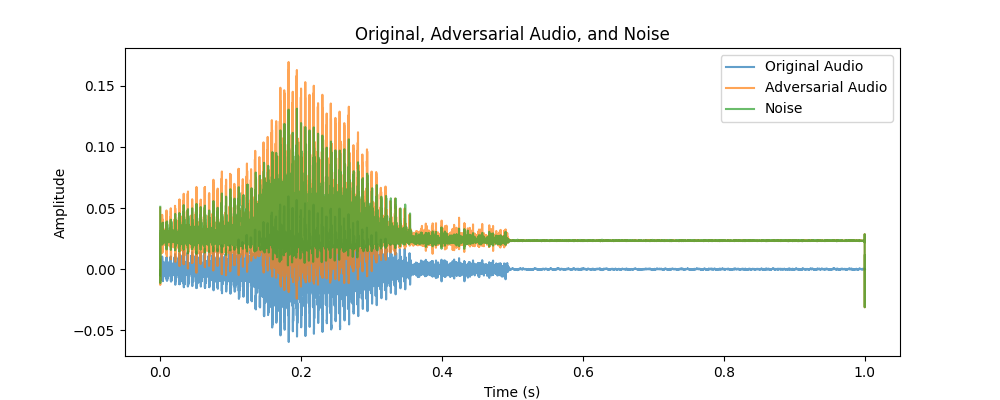 Original, Adversarial Audio, and Noise
Original Audio
Adversarial Audio
Noise
Amplitude
0.15
0.10
0.05
0.00
−0.05
0.0
0.2
0.4
0.6
0.8
1.0
Time (s)